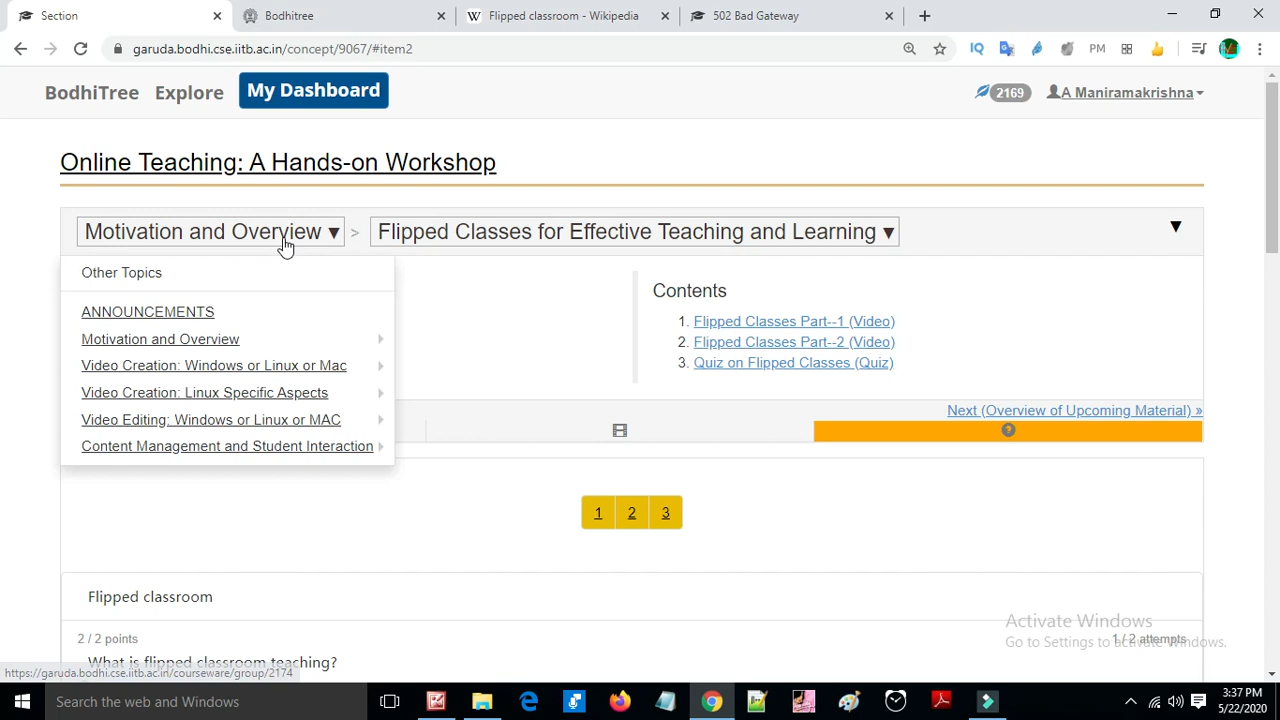 Section
Bodhitree
Flipped classroom - Wikipedia
502 Bad Gateway
garuda.bodhi.cse.iitb.ac.in/concept/9067/#item2
IQ
PM
BodhiTree Explore My Dashboard
2169
A Maniramakrishna
Online Teaching: A Hands-on Workshop
Motivation and Overview ▾ > Flipped Classes for Effective Teaching and Learning ▾
Other Topics
ANNOUNCEMENTS
Motivation and Overview
Video Creation: Windows or Linux or Mac
Video Creation: Linux Specific Aspects
Video Editing: Windows or Linux or MAC
Content Management and Student Interaction
Contents
1. Flipped Classes Part--1 (Video)
2. Flipped Classes Part--2 (Video)
3. Quiz on Flipped Classes (Quiz)
Next (Overview of Upcoming Material) »
1 2 3
Flipped classroom
2 / 2 points
1 / 2 attempts
What is flipped classroom teaching?
Activate Windows
Go to Settings to activate Windows.
https://garuda.bodhi.cse.iitb.ac.in/courseware/group/2174
Search the web and Windows
3:37 PM
5/22/2020